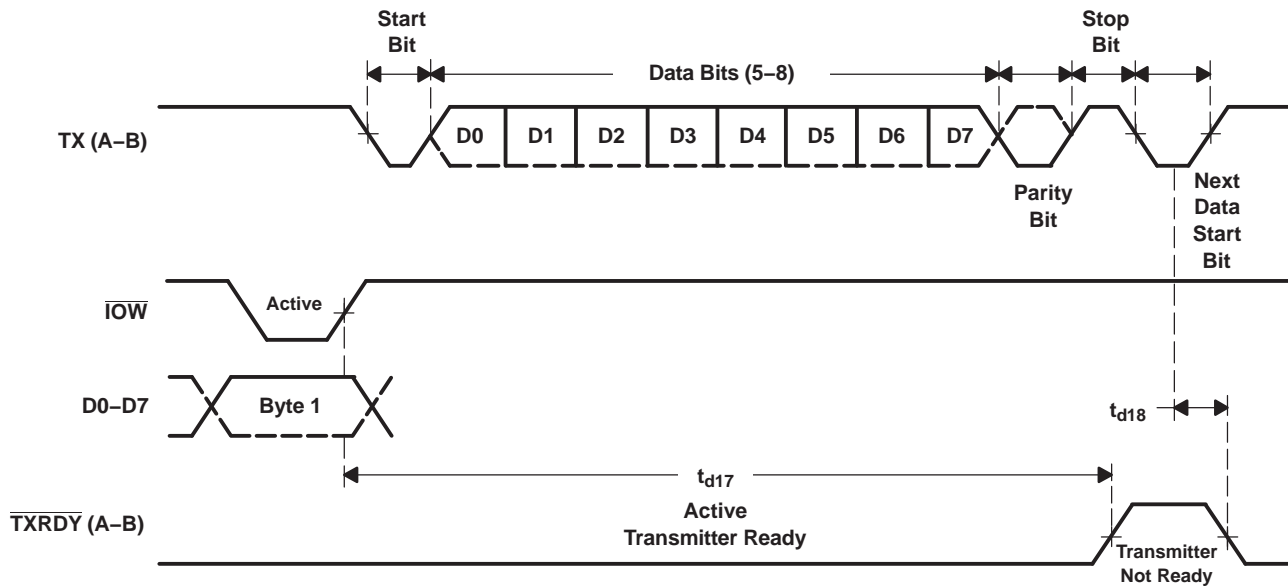 Start
Bit
Data Bits (5–8)
Stop
Bit
TX (A–B)
D0
D1
D2
D3
D4
D5
D6
D7
Parity
Bit
Next
Data
Start
Bit
IOW
Active
D0–D7
Byte 1
td18
td17
TXRDY (A–B)
Active
Transmitter Ready
Transmitter
Not Ready